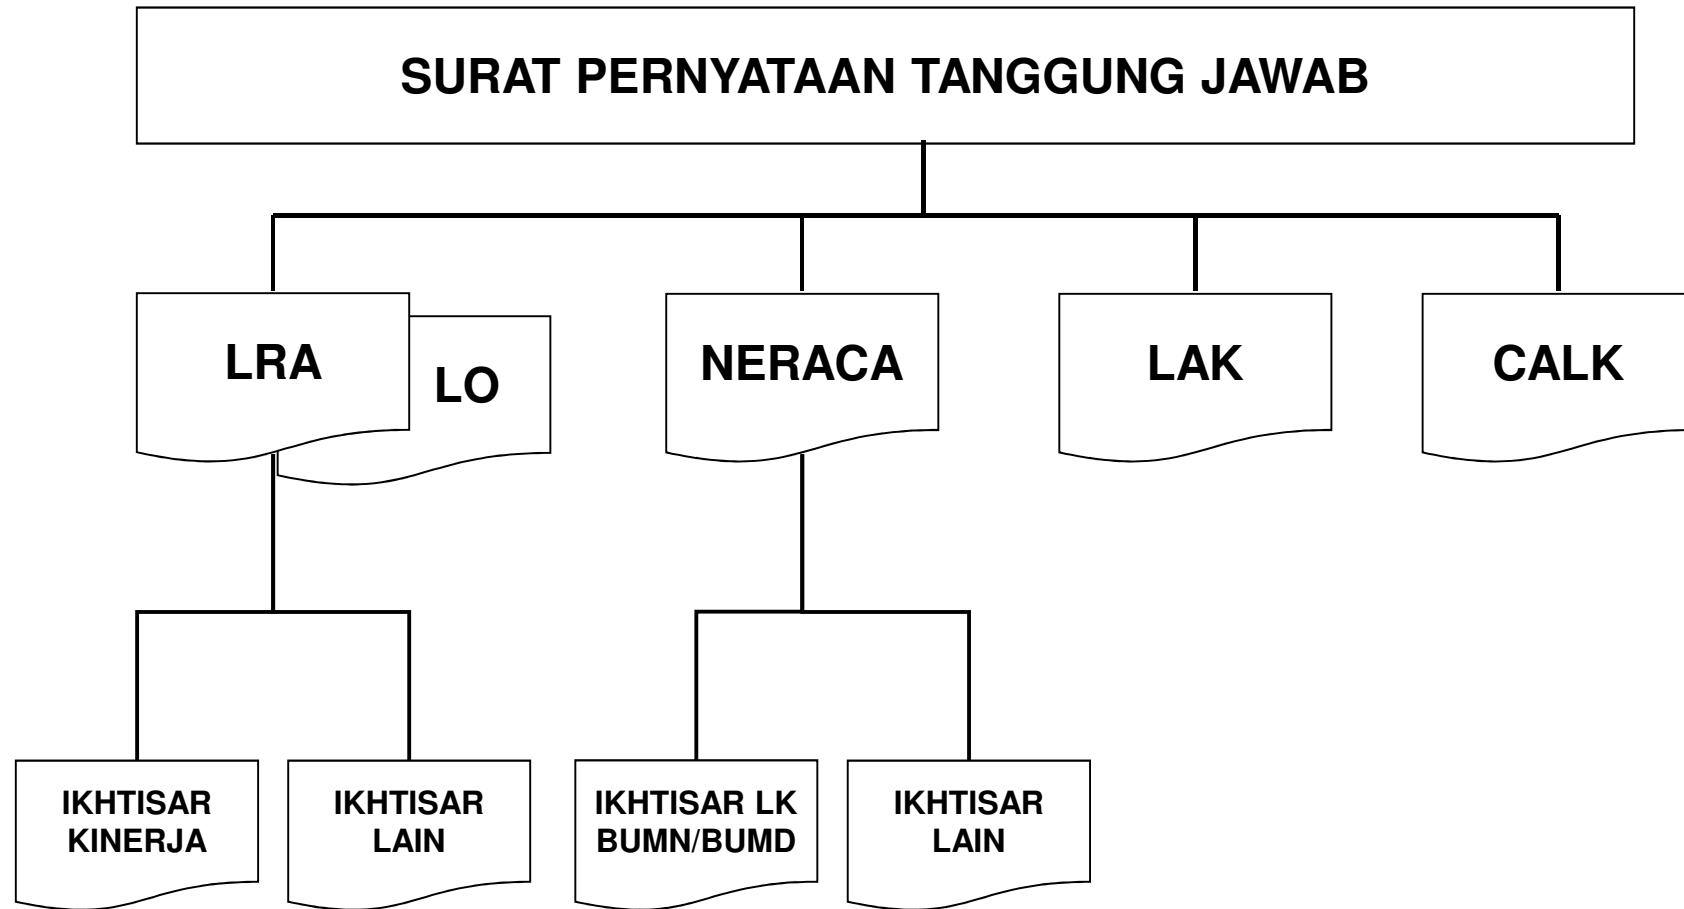 SURAT PERNYATAAN TANGGUNG JAWAB
LRA
LO
NERACA
LAK
CALK
IKHTISAR
KINERJA
IKHTISAR
LAIN
IKHTISAR LK
BUMN/BUMD
IKHTISAR
LAIN